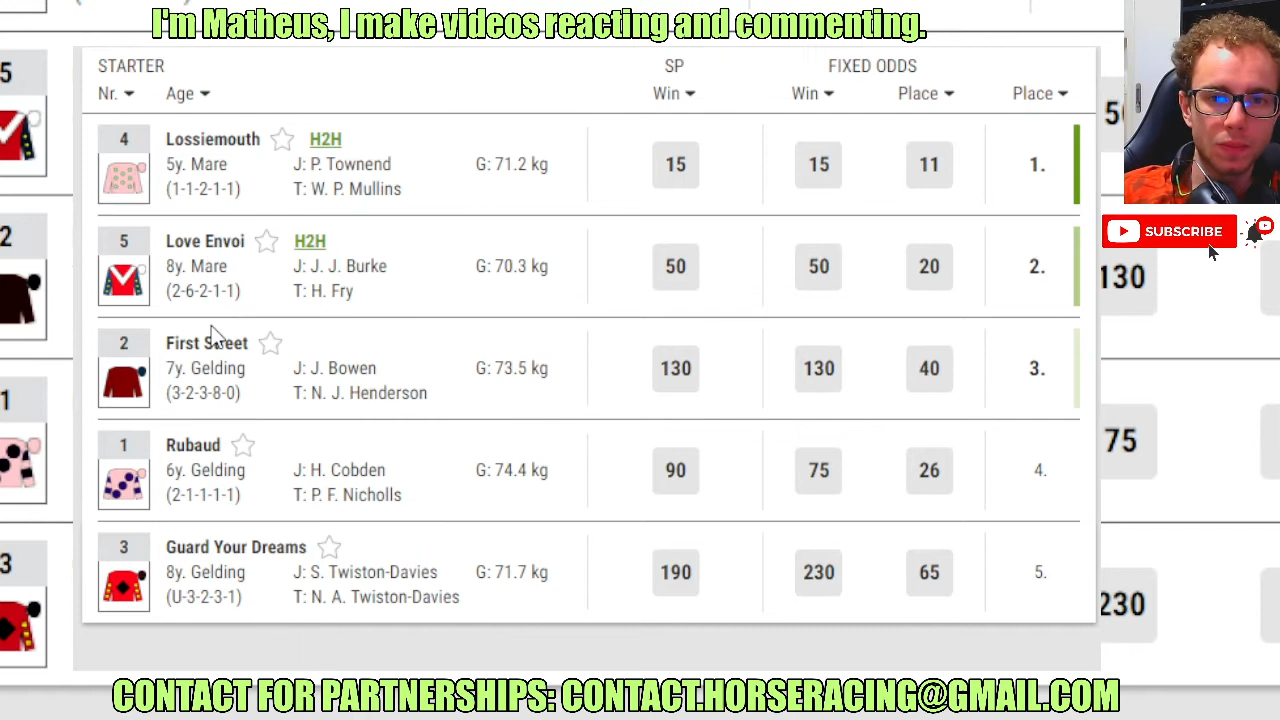 I'm Matheus, I make videos reacting and commenting.
STARTER SP FIXED ODDS
Nr. Age Win Win Place Place
4 Lossiemouth H2H
5y. Mare J: P. Townend G: 71.2 kg 15 15 11 1.
(1-1-2-1-1) T: W. P. Mullins
5 Love Envoi H2H
8y. Mare J: J. J. Burke G: 70.3 kg 50 50 20 2.
(2-6-2-1-1) T: H. Fry
2 First Street
7y. Gelding J: J. Bowen G: 73.5 kg 130 130 40 3.
(3-2-3-8-0) T: N. J. Henderson
1 Rubaud
6y. Gelding J: H. Cobden G: 74.4 kg 90 75 26 4.
(2-1-1-1-1) T: P. F. Nicholls
3 Guard Your Dreams
8y. Gelding J: S. Twiston-Davies G: 71.7 kg 190 230 65 5.
(U-3-2-3-1) T: N. A. Twiston-Davies
5
2
1
3
SUBSCRIBE
130
75
230
CONTACT FOR PARTNERSHIPS: CONTACT.HORSERACING@GMAIL.COM